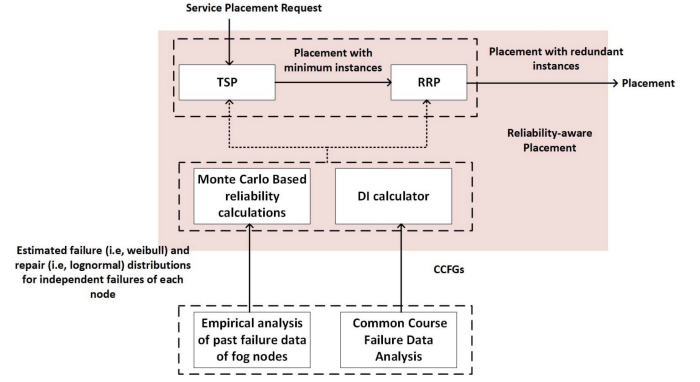 Service Placement Request
Placement with
minimum instances
Placement with redundant
instances
TSP
RRP
Placement
Reliability-aware
Placement
Monte Carlo Based
reliability
calculations
DI calculator
Estimated failure (i.e, weibull) and
repair (i.e, lognormal) distributions
for independent failures of each
node
CCFGs
Empirical analysis
of past failure data
of fog nodes
Common Course
Failure Data
Analysis